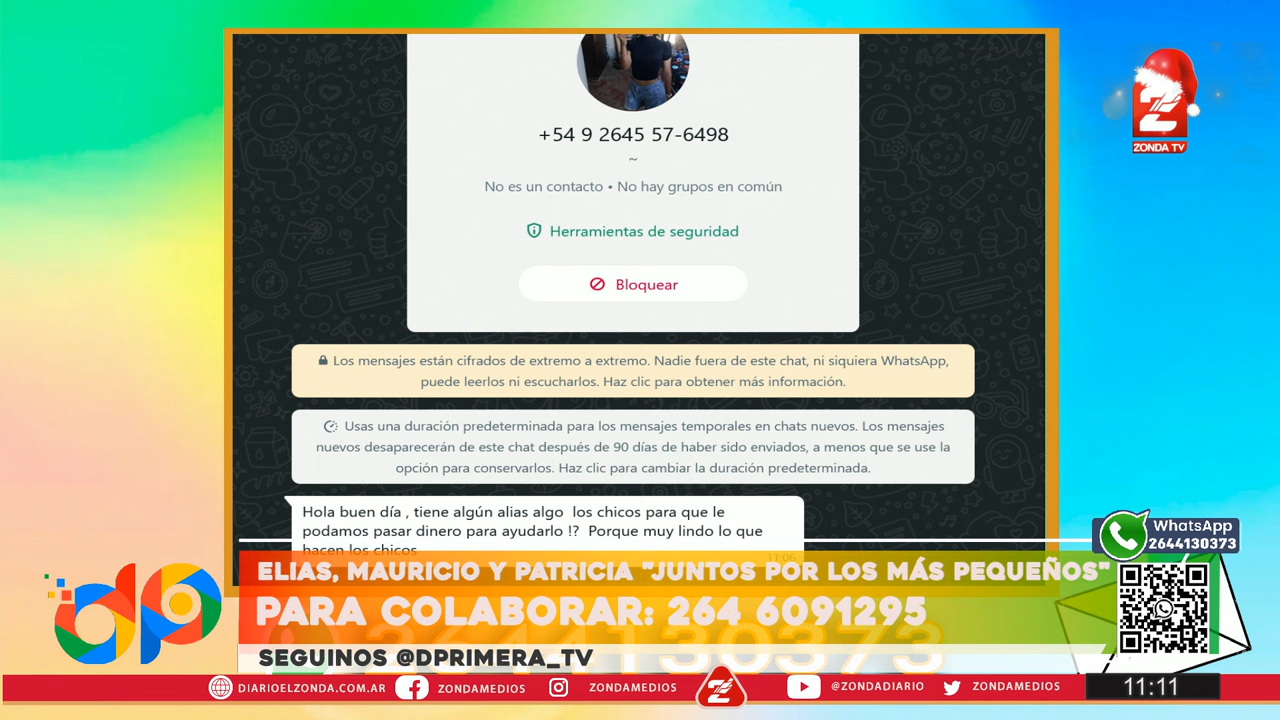 +54 9 2645 57-6498
~
No es un contacto • No hay grupos en común
Herramientas de seguridad
Bloquear
Los mensajes están cifrados de extremo a extremo. Nadie fuera de este chat, ni siquiera WhatsApp,
puede leerlos ni escucharlos. Haz clic para obtener más información.
Usas una duración predeterminada para los mensajes temporales en chats nuevos. Los mensajes
nuevos desaparecerán de este chat después de 90 días de haber sido enviados, a menos que se use la
opción para conservarlos. Haz clic para cambiar la duración predeterminada.
Hola buen día , tiene algún alias algo los chicos para que le
podamos pasar dinero para ayudarlo !? Porque muy lindo lo que
hacen los chicos
11:06
Z
ZONDA TV
WhatsApp
2644130373
dp
ELIAS, MAURICIO Y PATRICIA "JUNTOS POR LOS MÁS PEQUEÑOS"
PARA COLABORAR: 264 6091295
2644130373
SEGUINOS @DPRIMERA_TV
DIARIOELZONDA.COM.AR
ZONDAMEDIOS
ZONDAMEDIOS
Z
@ZONDADIARIO
ZONDAMEDIOS
11:11